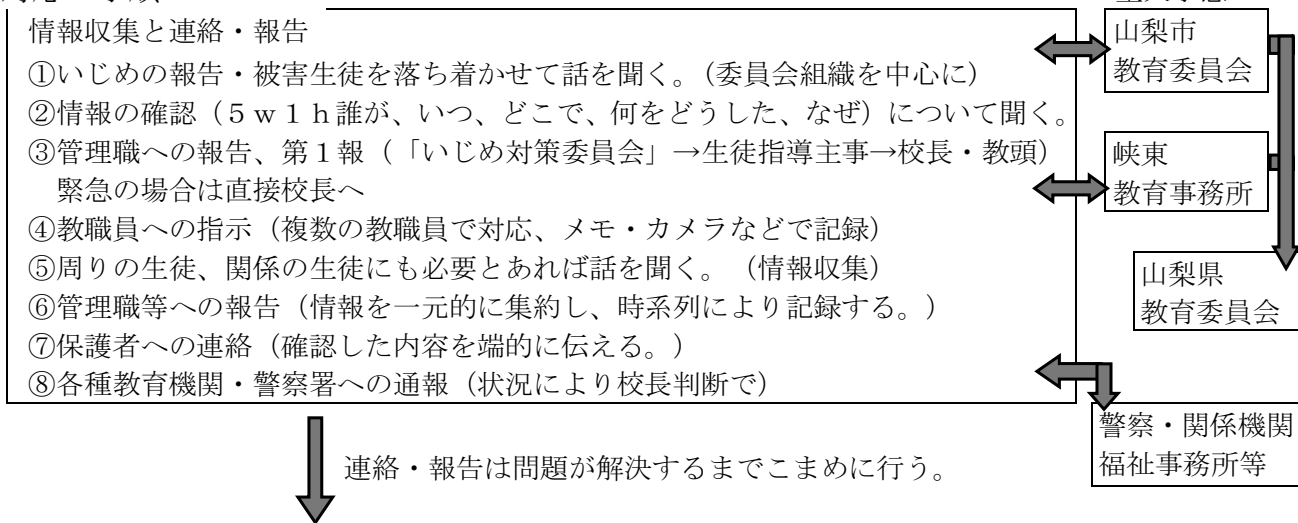 情報収集と連絡・報告
①いじめの報告・被害生徒を落ち着かせて話を聞く。(委員会組織を中心に)
②情報の確認(5w1h誰が、いつ、どこで、何をどうした、なぜ)について聞く。
③管理職への報告、第1報(「いじめ対策委員会」→生徒指導主事→校長・教頭)
緊急の場合は直接校長へ
④教職員への指示(複数の教職員で対応、メモ・カメラなどで記録)
⑤周りの生徒、関係の生徒にも必要とあれば話を聞く。(情報収集)
⑥管理職等への報告(情報を一元的に集約し、時系列により記録する。)
⑦保護者への連絡(確認した内容を端的に伝える。)
⑧各種教育機関・警察署への通報(状況により校長判断で)
山梨市
教育委員会
峡東
教育事務所
山梨県
教育委員会
警察・関係機関
福祉事務所等
連絡・報告は問題が解決するまでこまめに行う。